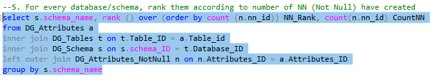 --5. For every database/schema, rank them according to number of NN (Not Null) have created
select s.schema_name, rank () over (order by count (n.nn_id)) NN_Rank, count(n.nn_id) CountNN
from DG_Attributes a
inner join DG_Tables t on t.Table_ID = a.Table_id
inner join DG_Schema s on s.schema_ID = t.Database_ID
left outer join DG_Attributes_NotNull n on n.Attributes_ID = a.Attributes_ID
group by s.schema_name